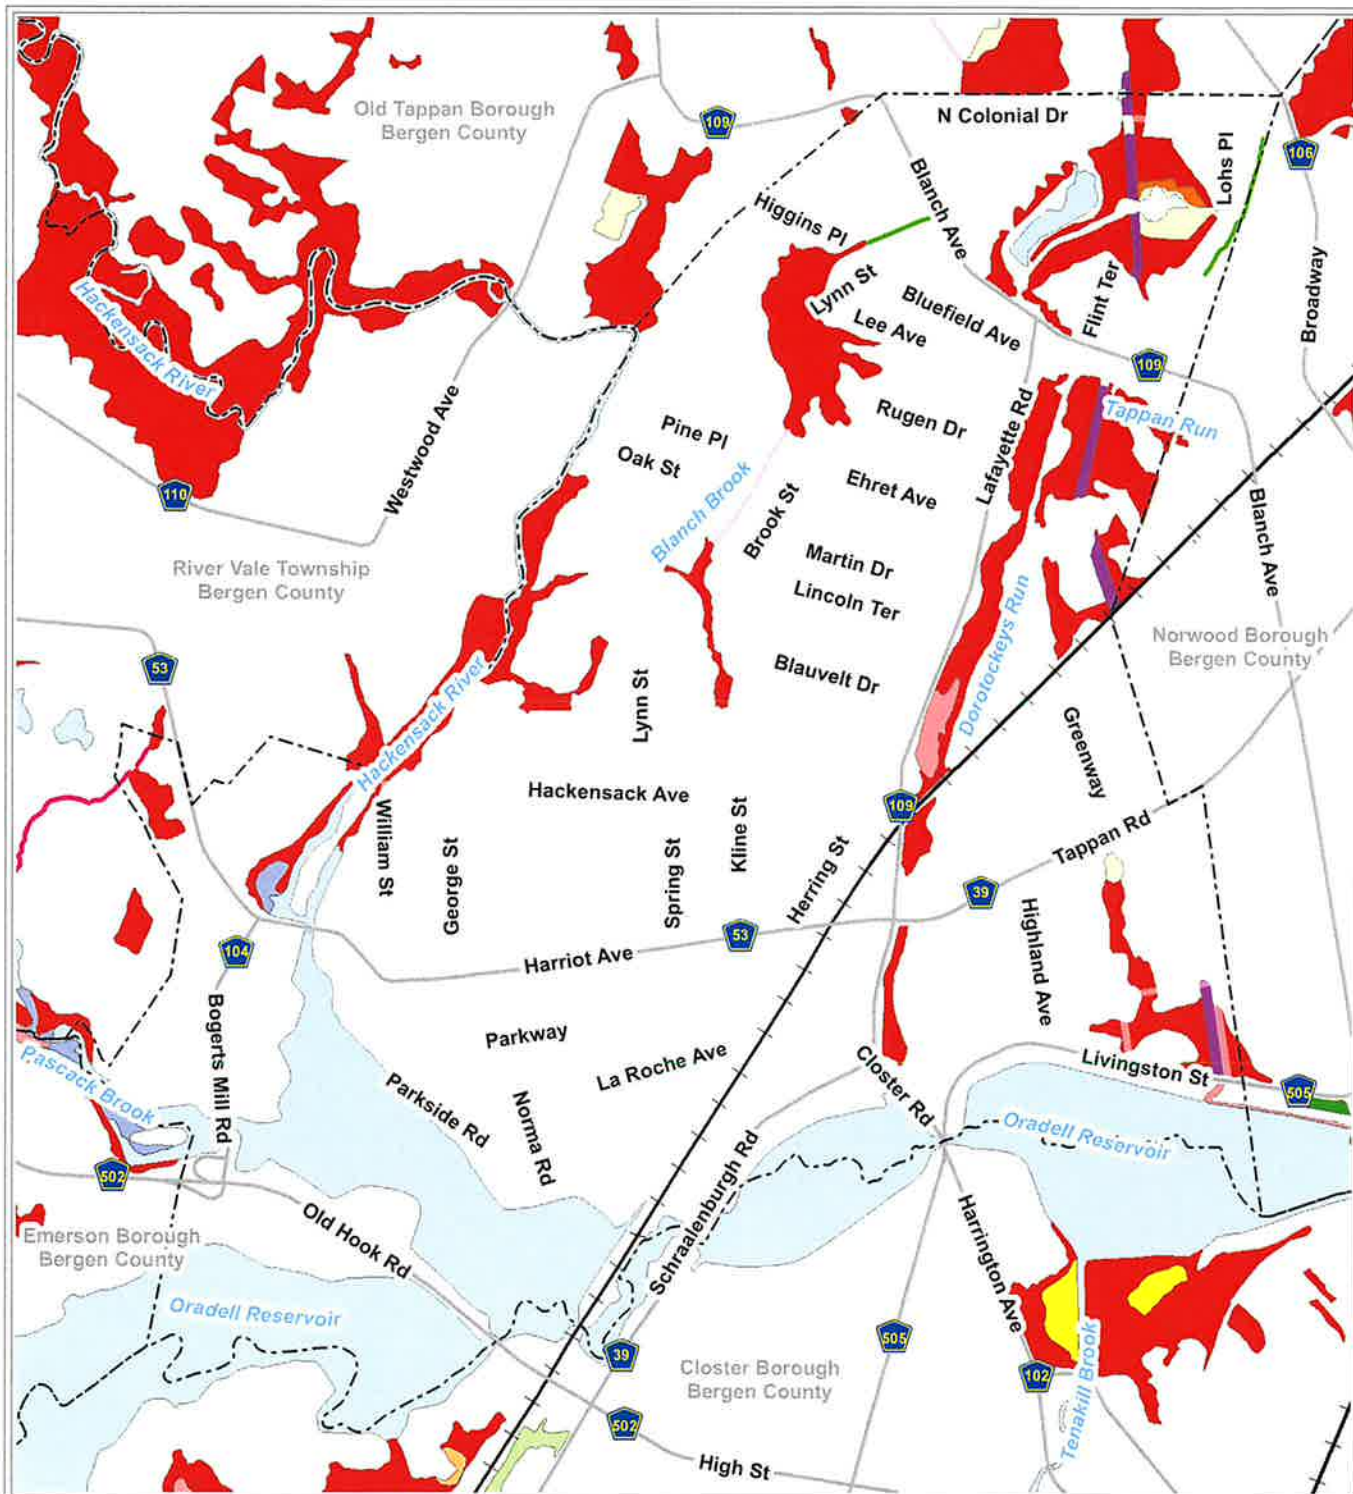 Old Tappan Borough
Bergen County
109
N Colonial Dr
106
Lohs Pl
Blanch Ave
Higgins Pl
Hackensack River
Lynn St
Bluefield Ave
Flint Ter
Broadway
Lee Ave
109
Westwood Ave
Lafayette Rd
Tappan Run
Rugen Dr
Pine Pl
Oak St
110
Blanch Brook
Brook St
Ehret Ave
Blanch Ave
River Vale Township
Bergen County
Martin Dr
Lincoln Ter
Dorotockeys Run
Norwood Borough
Bergen County
53
Hackensack River
Blauvelt Dr
Lynn St
Greenway
Hackensack Ave
109
William St
George St
Spring St
Kline St
Herring St
Tappan Rd
39
53
104
Harriot Ave
Highland Ave
Bogerts Mill Rd
Parkway
La Roche Ave
Pascack Brook
Closter Rd
Livingston St
505
Parkside Rd
Norma Rd
Oradell Reservoir
502
Schraalenburgh Rd
Old Hook Rd
Harrington Ave
Emerson Borough
Bergen County
Oradell Reservoir
39
505
Closter Borough
Bergen County
102
Tenakill Brook
502
High St